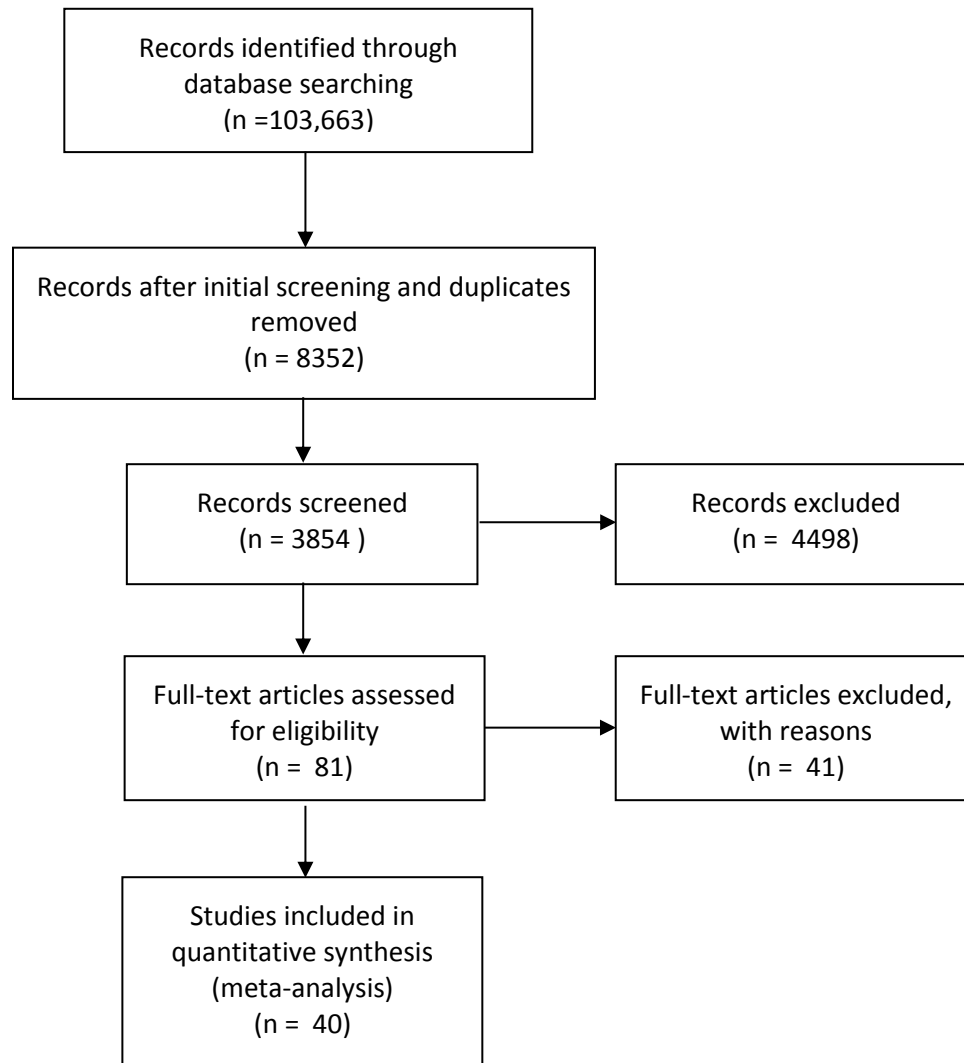 Records identified through
database searching
(n =103,663)
Records after initial screening and duplicates
removed
(n = 8352)
Records screened
(n = 3854 )
Records excluded
(n =  4498)
Full-text articles assessed
for eligibility
(n =  81)
Full-text articles excluded,
with reasons
(n =  41)
Studies included in
quantitative synthesis
(meta-analysis)
(n =  40)